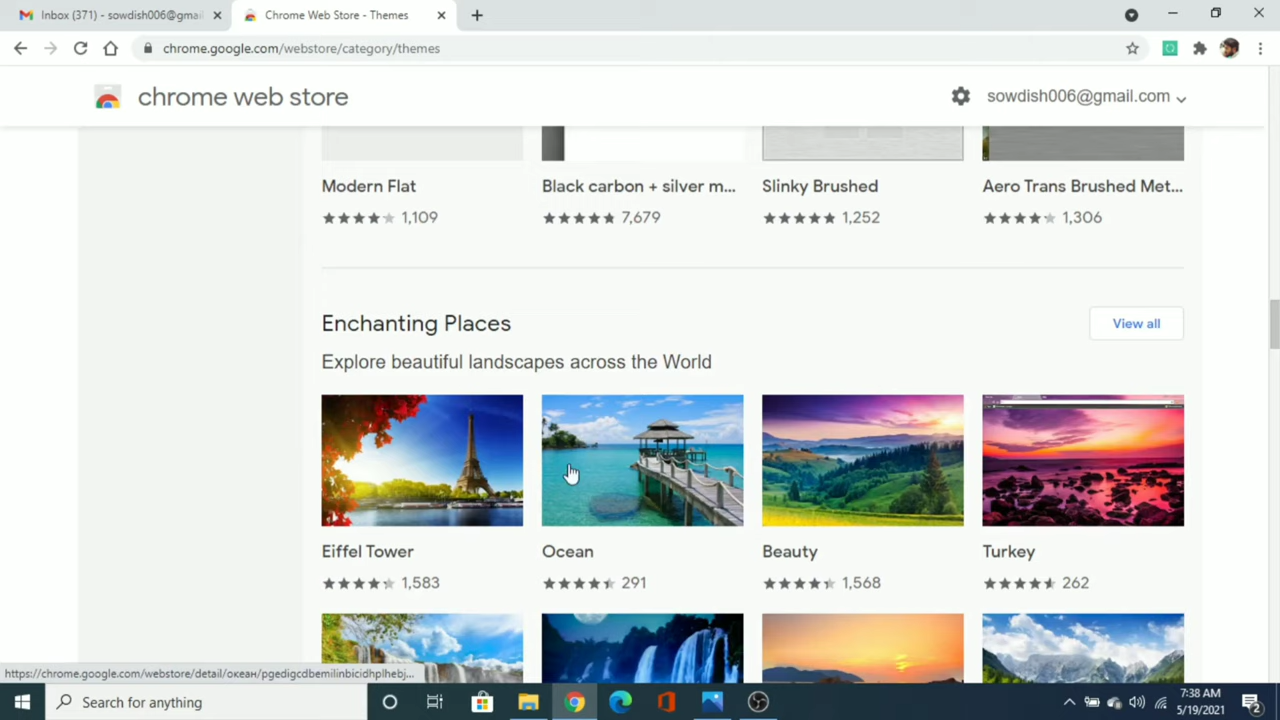 Inbox (371) - sowdish006@gmai
Chrome Web Store - Themes
chrome.google.com/webstore/category/themes
chrome web store
sowdish006@gmail.com
Modern Flat
Black carbon + silver m...
Slinky Brushed
Aero Trans Brushed Met...
1,109
7,679
1,252
1,306
Enchanting Places
View all
Explore beautiful landscapes across the World
Eiffel Tower
Ocean
Beauty
Turkey
1,583
291
1,568
262
https://chrome.google.com/webstore/detail/океан/pgedigcdbemilinbicidhplhebj...
Search for anything
7:38 AM
5/19/2021
2